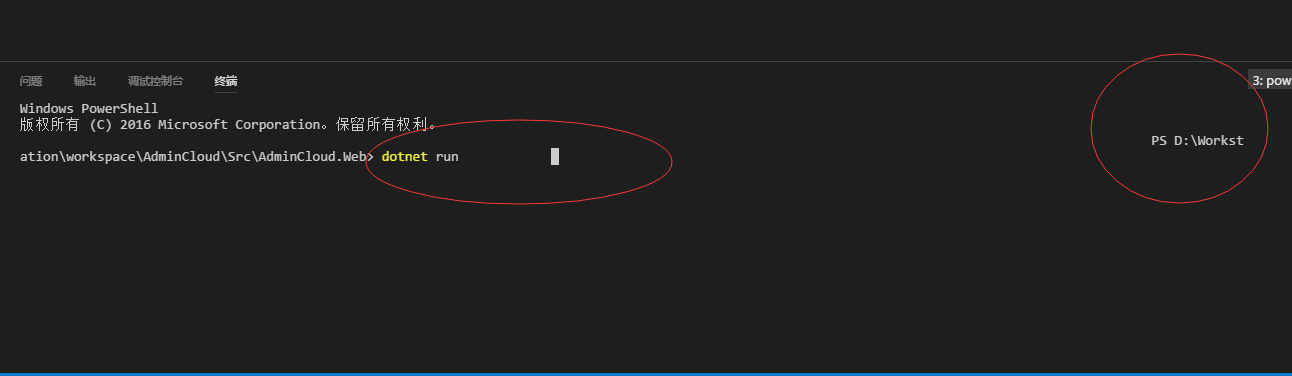 问题 输出 调试控制台 终端 3: pow
Windows PowerShell
版权所有 (C) 2016 Microsoft Corporation。保留所有权利。
PS D:\Workst
ation\workspace\AdminCloud\Src\AdminCloud.Web> dotnet run